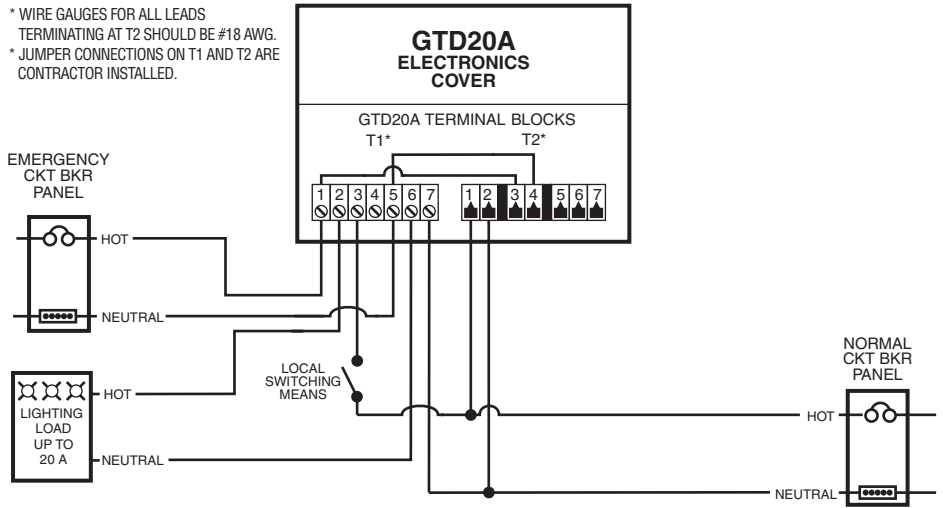 * WIRE GAUGES FOR ALL LEADS
TERMINATING AT T2 SHOULD BE #18 AWG.
* JUMPER CONNECTIONS ON T1 AND T2 ARE
CONTRACTOR INSTALLED.
GTD20A
ELECTRONICS
COVER
GTD20A TERMINAL BLOCKS
T1* T2*
1 2 3 4 5 6 7 1 2 3 4 5 6 7
EMERGENCY
CKT BKR
PANEL
HOT
NEUTRAL
LOCAL
SWITCHING
MEANS
HOT
LIGHTING
LOAD
UP TO
20 A
NEUTRAL
NORMAL
CKT BKR
PANEL
HOT
NEUTRAL